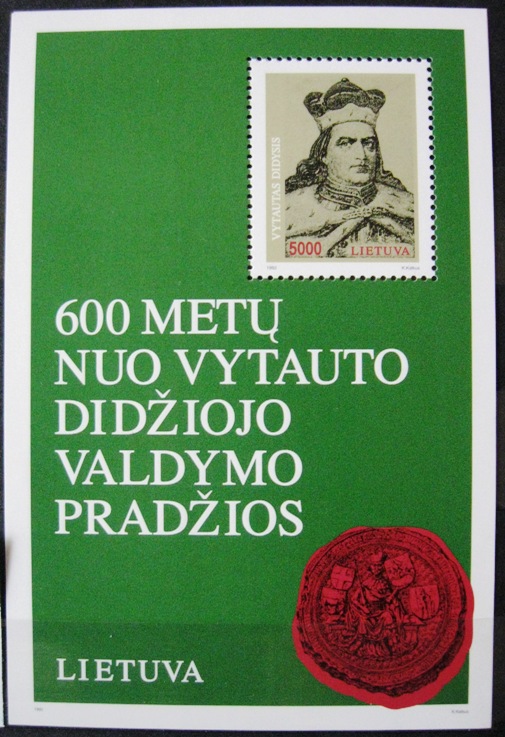 VYTAUTAS DIDYSIS
5000 LIETUVA
600 METŲ
NUO VYTAUTO
DIDŽIOJO
VALDYMO
PRADŽIOS
LIETUVA